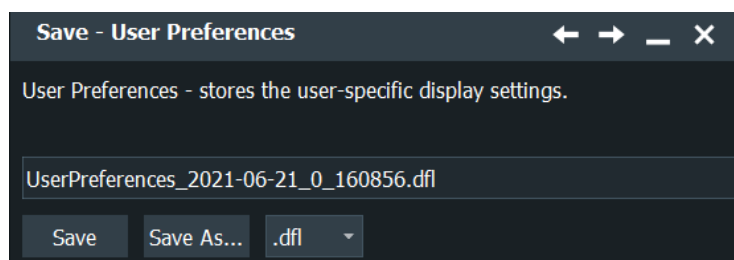 Save - User Preferences
User Preferences - stores the user-specific display settings.
UserPreferences_2021-06-21_0_160856.dfl
Save Save As... .dfl